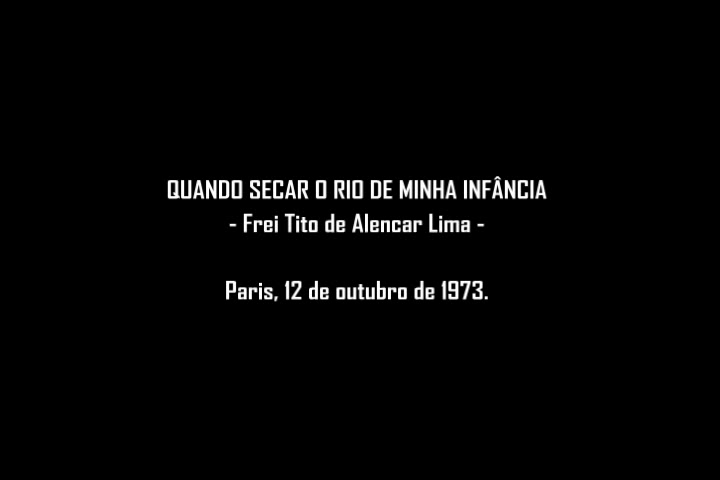 QUANDO SECAR O RIO DE MINHA INFÂNCIA
- Frei Tito de Alencar Lima -
Paris, 12 de outubro de 1973.